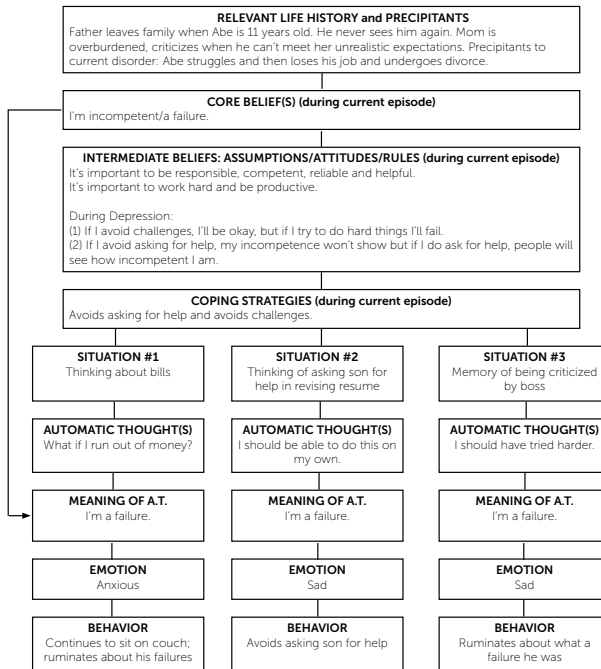 RELEVANT LIFE HISTORY and PRECIPITANTS
Father leaves family when Abe is 11 years old. He never sees him again. Mom is
overburdened, criticizes when he can't meet her unrealistic expectations. Precipitants to
current disorder: Abe struggles and then loses his job and undergoes divorce.
CORE BELIEF(S) (during current episode)
I'm incompetent/a failure.
INTERMEDIATE BELIEFS: ASSUMPTIONS/ATTITUDES/RULES (during current episode)
It's important to be responsible, competent, reliable and helpful.
It's important to work hard and be productive.
During Depression:
(1) If I avoid challenges, I'll be okay, but if I try to do hard things I'll fail.
(2) If I avoid asking for help, my incompetence won't show but if I do ask for help, people will
see how incompetent I am.
COPING STRATEGIES (during current episode)
Avoids asking for help and avoids challenges.
SITUATION #1
Thinking about bills
AUTOMATIC THOUGHT(S)
What if I run out of money?
MEANING OF A.T.
I'm a failure.
EMOTION
Anxious
BEHAVIOR
Continues to sit on couch;
ruminates about his failures
SITUATION #2
Thinking of asking son for
help in revising resume
AUTOMATIC THOUGHT(S)
I should be able to do this on
my own.
MEANING OF A.T.
I'm a failure.
EMOTION
Sad
BEHAVIOR
Avoids asking son for help
SITUATION #3
Memory of being criticized
by boss
AUTOMATIC THOUGHT(S)
I should have tried harder.
MEANING OF A.T.
I'm a failure.
EMOTION
Sad
BEHAVIOR
Ruminates about what a
failure he was